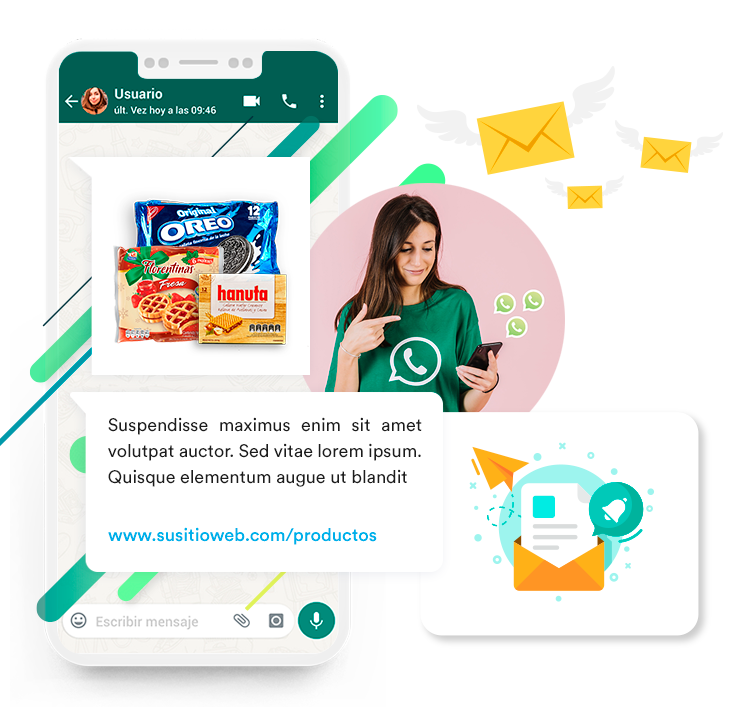 Usuario
últ. Vez hoy a las 09:46
Original
OREO
12
Florentinas
Fresa
hanuta
Suspendisse maximus enim sit amet
volutpat auctor. Sed vitae lorem ipsum.
Quisque elementum augue ut blandit
www.susitioweb.com/productos
Escribir mensaje